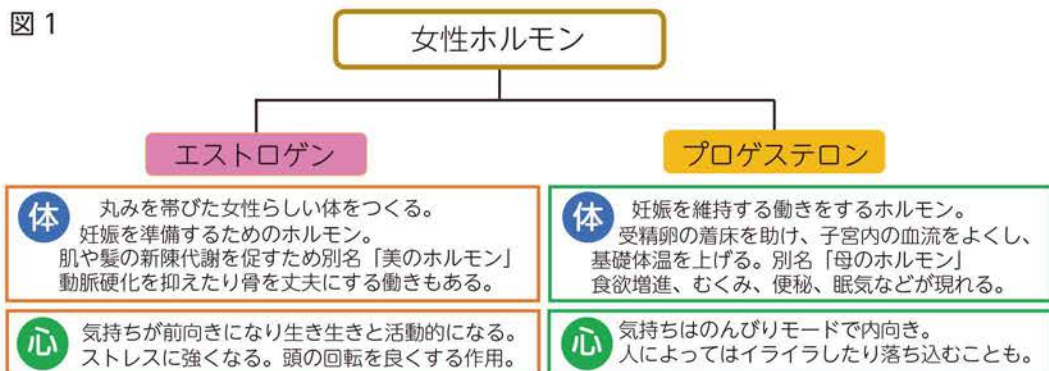 図1
女性ホルモン
エストロゲン
プロゲステロン
体
丸みを帯びた女性らしい体をつくる。
妊娠を準備するためのホルモン。
肌や髪の新陳代謝を促すため別名「美のホルモン」
動脈硬化を抑えたり骨を丈夫にする働きもある。
心
気持ちが前向きになり生き生きと活動的になる。
ストレスに強くなる。頭の回転を良くする作用。
体
妊娠を維持する働きをするホルモン。
受精卵の着床を助け、子宮内の血流をよくし、
基礎体温を上げる。別名「母のホルモン」
食欲増進、むくみ、便秘、眠気などが現れる。
心
気持ちはのんびりモードで内向き。
人によってはイライラしたり落ち込むことも。